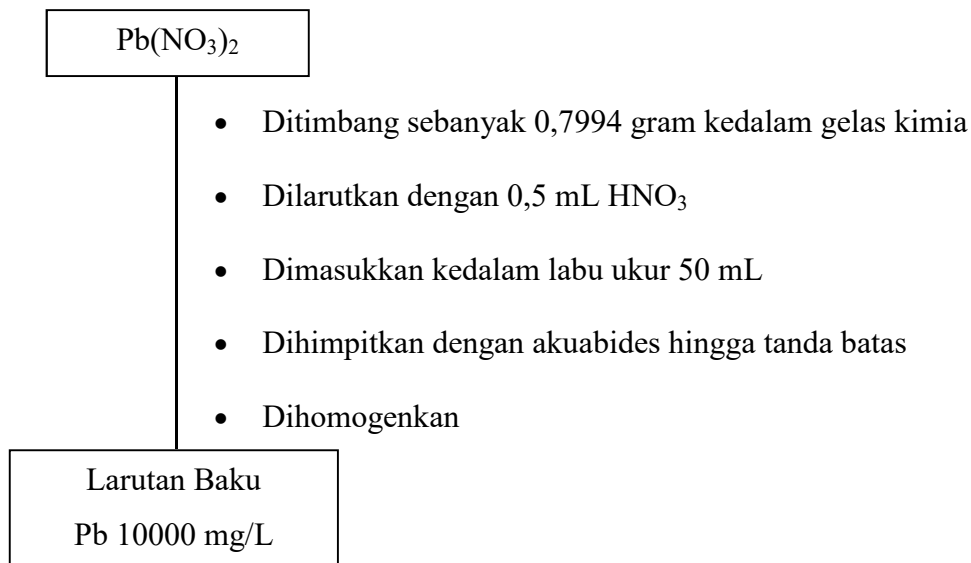 Pb(NO₃)₂
• Ditimbang sebanyak 0,7994 gram kedalam gelas kimia
• Dilarutkan dengan 0,5 mL HNO₃
• Dimasukkan kedalam labu ukur 50 mL
• Dihimpitkan dengan akuabides hingga tanda batas
• Dihomogenkan
Larutan Baku
Pb 10000 mg/L